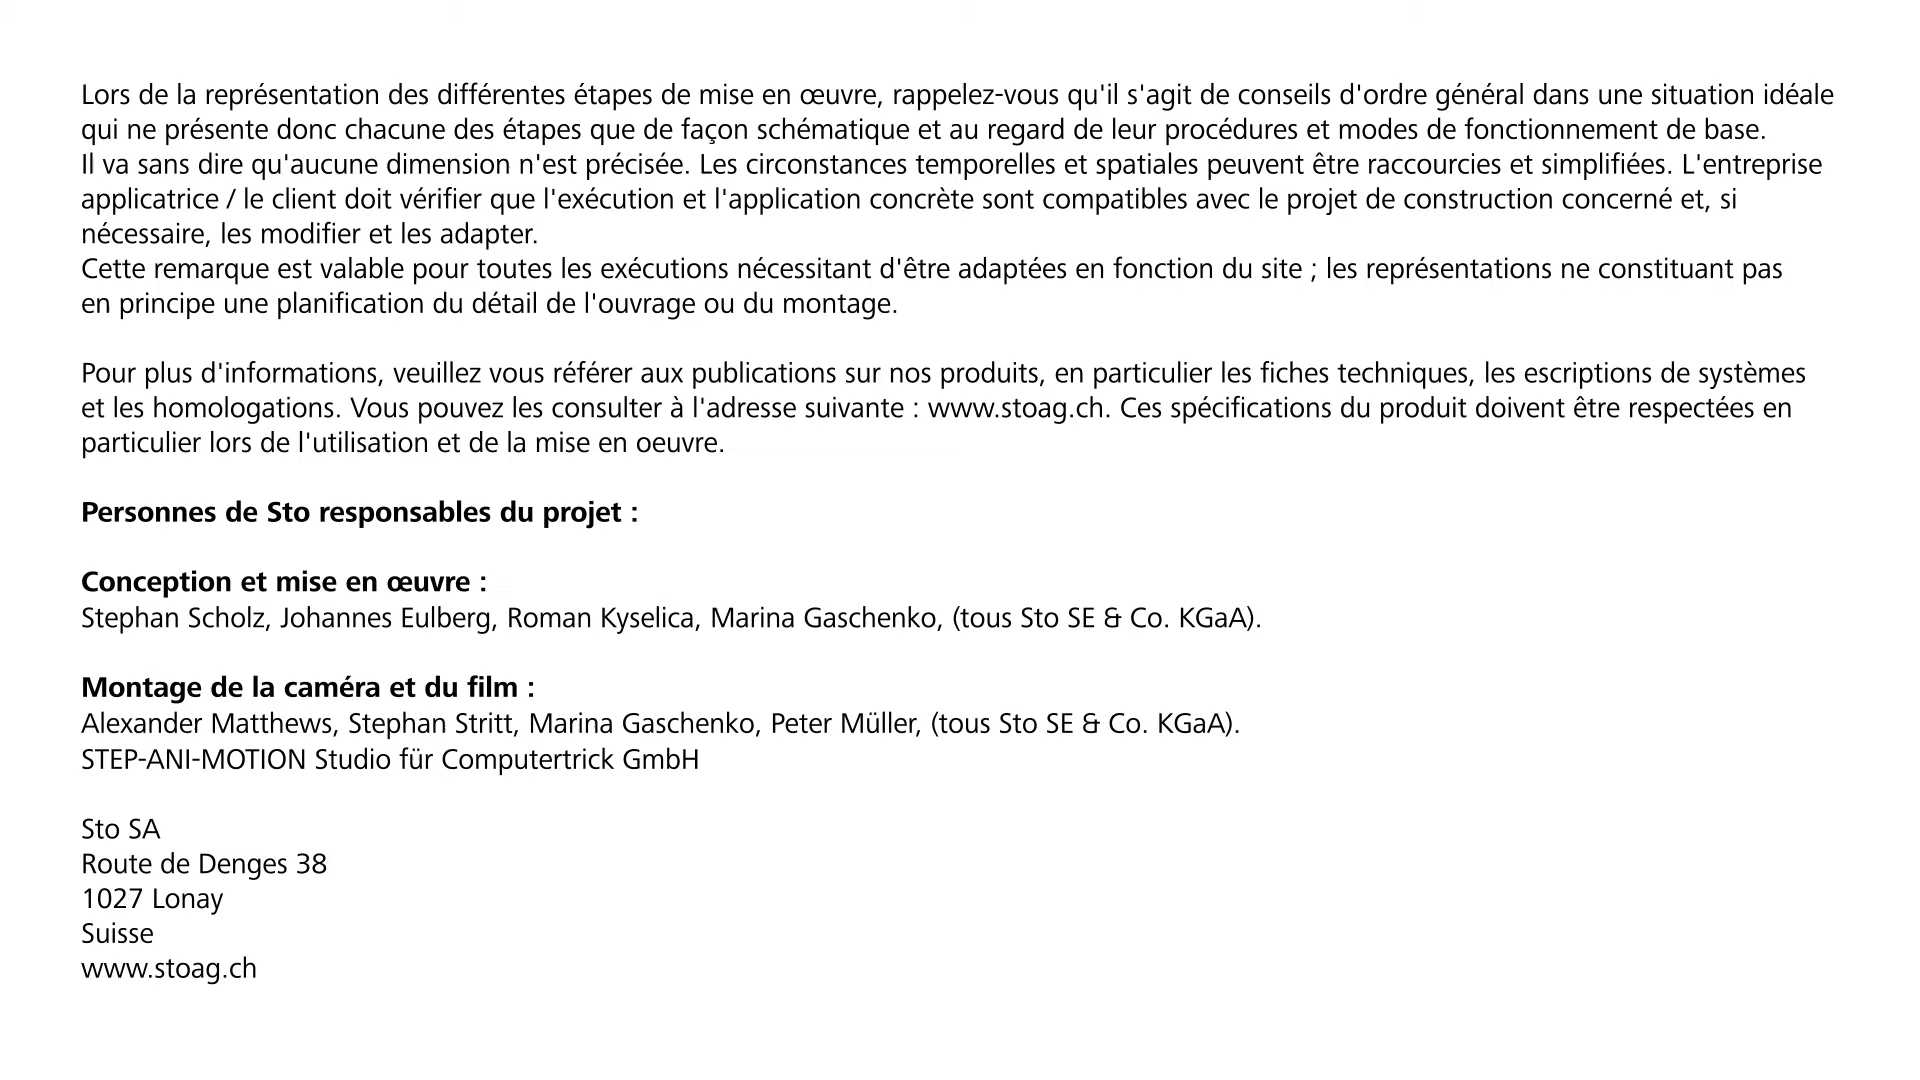 Lors de la représentation des différentes étapes de mise en œuvre, rappelez-vous qu'il s'agit de conseils d'ordre général dans une situation idéale
qui ne présente donc chacune des étapes que de façon schématique et au regard de leur procédures et modes de fonctionnement de base.
Il va sans dire qu'aucune dimension n'est précisée. Les circonstances temporelles et spatiales peuvent être raccourcies et simplifiées. L'entreprise
applicatrice / le client doit vérifier que l'exécution et l'application concrète sont compatibles avec le projet de construction concerné et, si
nécessaire, les modifier et les adapter.
Cette remarque est valable pour toutes les exécutions nécessitant d'être adaptées en fonction du site ; les représentations ne constituant pas
en principe une planification du détail de l'ouvrage ou du montage.
Pour plus d'informations, veuillez vous référer aux publications sur nos produits, en particulier les fiches techniques, les escriptions de systèmes
et les homologations. Vous pouvez les consulter à l'adresse suivante : www.stoag.ch. Ces spécifications du produit doivent être respectées en
particulier lors de l'utilisation et de la mise en oeuvre.
Personnes de Sto responsables du projet :
Conception et mise en œuvre :
Stephan Scholz, Johannes Eulberg, Roman Kyselica, Marina Gaschenko, (tous Sto SE & Co. KGaA).
Montage de la caméra et du film :
Alexander Matthews, Stephan Stritt, Marina Gaschenko, Peter Müller, (tous Sto SE & Co. KGaA).
STEP-ANI-MOTION Studio für Computertrick GmbH
Sto SA
Route de Denges 38
1027 Lonay
Suisse
www.stoag.ch